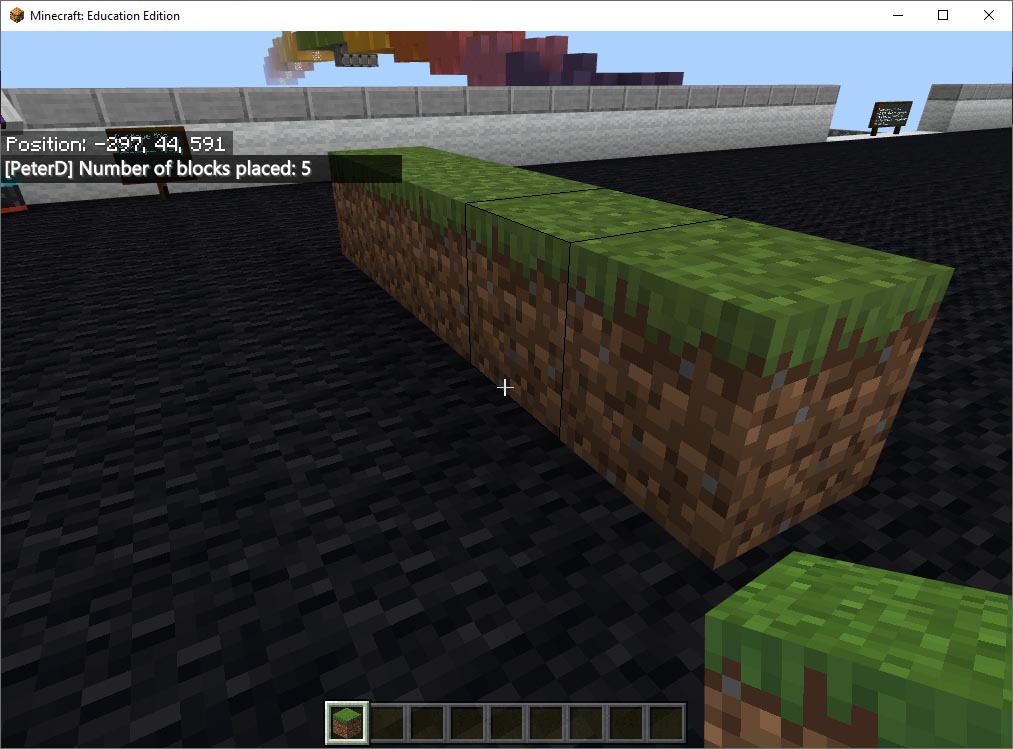 Minecraft: Education Edition
Position: -297, 44, 591
[PeterD] Number of blocks placed: 5